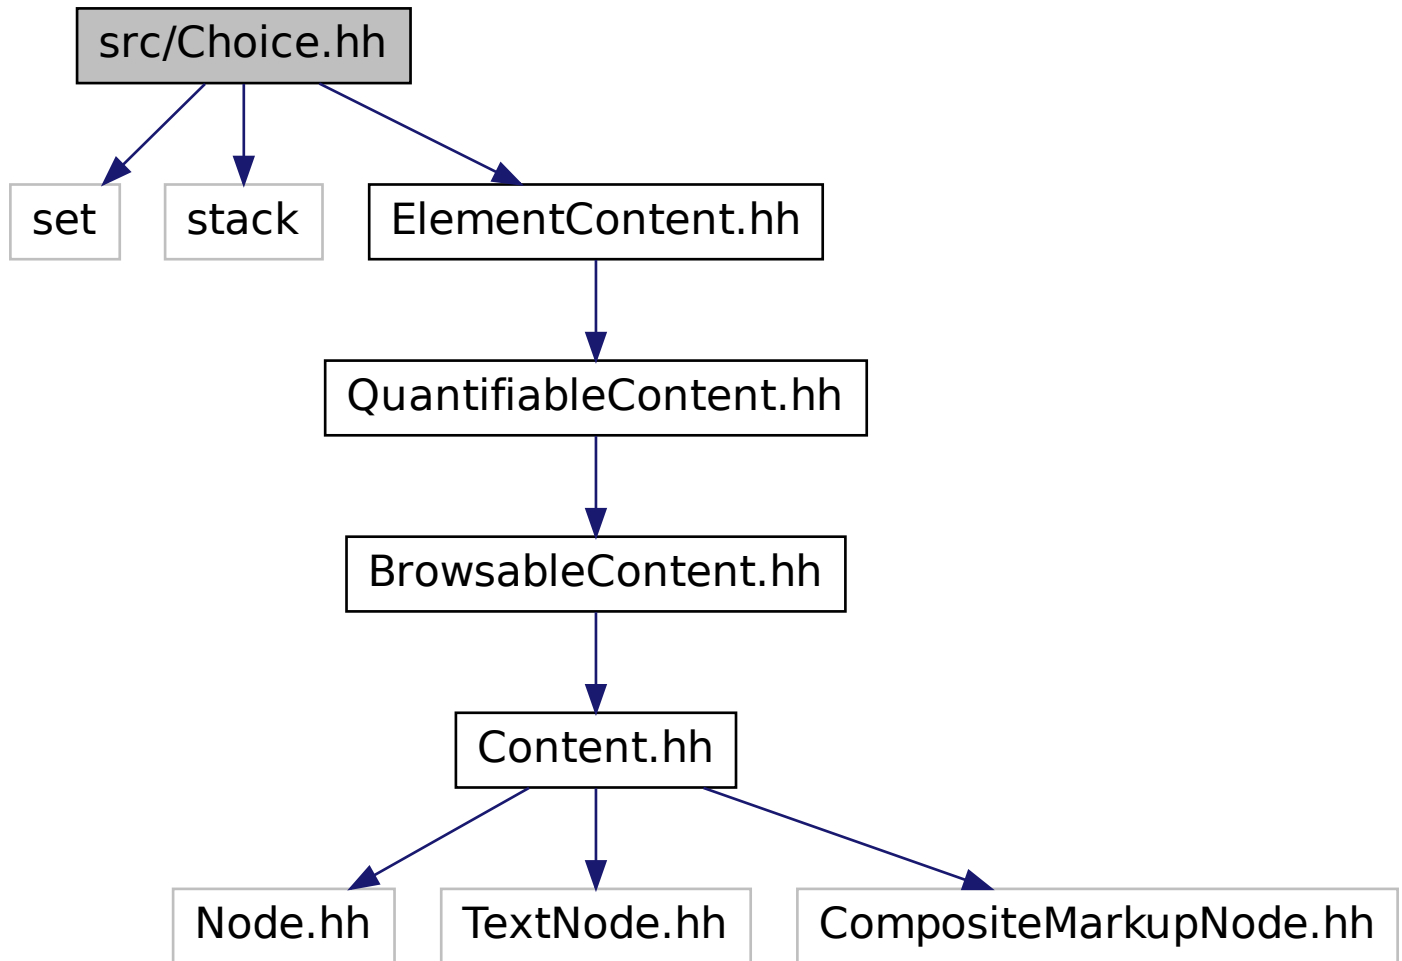 src/Choice.hh
set
stack
ElementContent.hh
QuantifiableContent.hh
BrowsableContent.hh
Content.hh
Node.hh
TextNode.hh
CompositeMarkupNode.hh